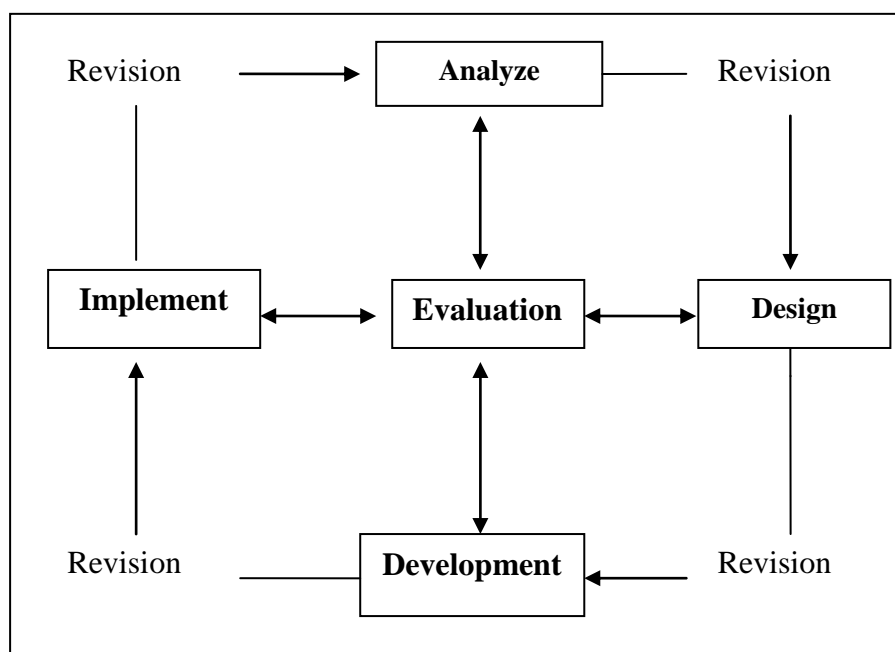 Revision
Analyze
Revision
Implement
Evaluation
Design
Revision
Development
Revision